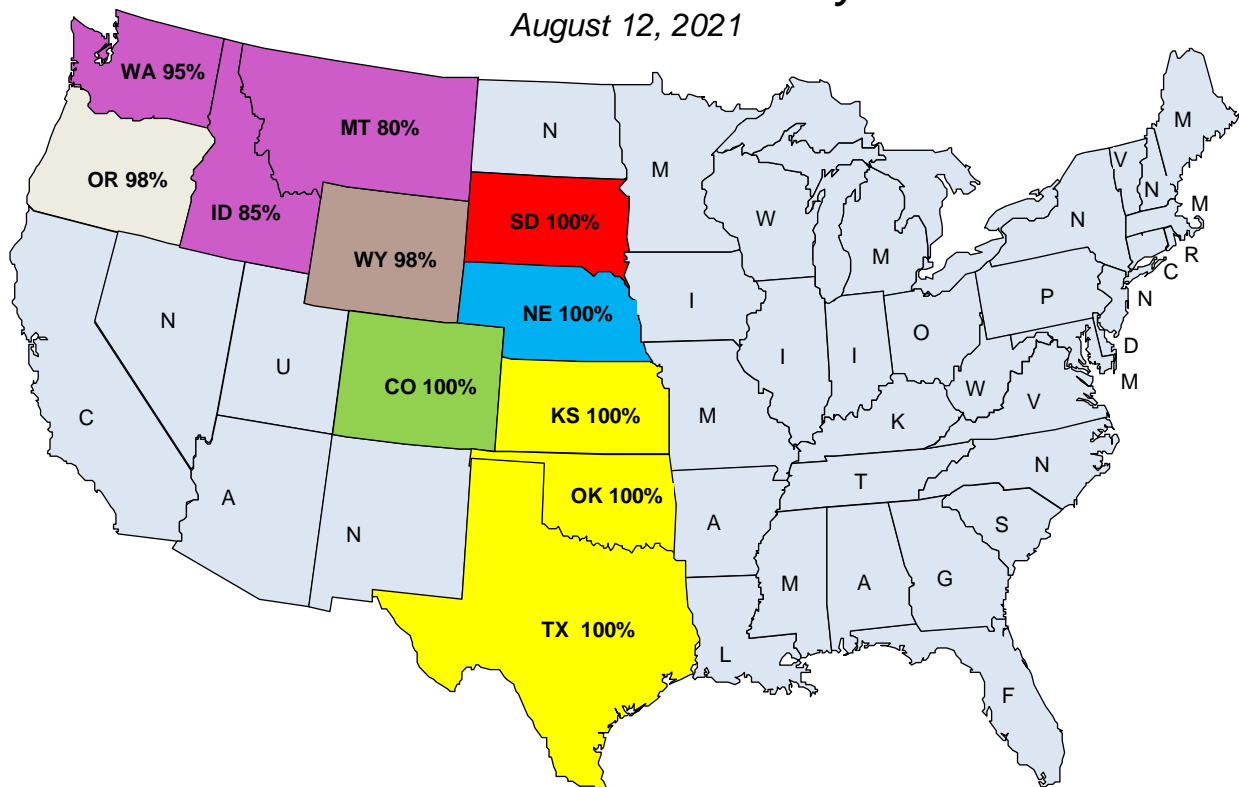 August 12, 2021
WA 95%
MT 80%
N
M
M
OR 98%
ID 85%
SD 100%
W
V
N
M
WY 98%
M
N
R
C
N
NE 100%
I
P
N
U
CO 100%
I
I
O
D
M
C
KS 100%
M
K
W
V
A
N
OK 100%
A
T
N
S
TX 100%
M
A
G
L
F